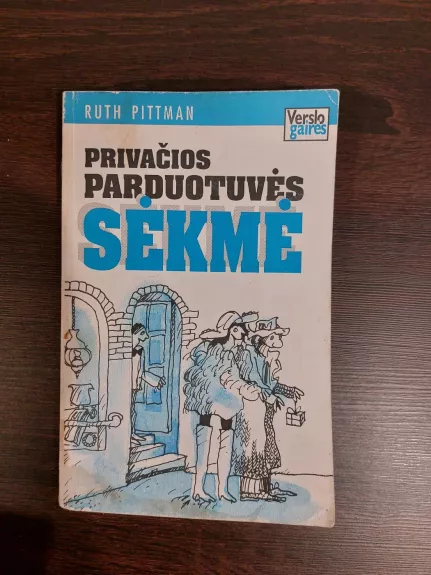 RUTH PITTMAN
Verslo
gairės
PRIVAČIOS
PARDUOTUVĖS
SĖKMĖ